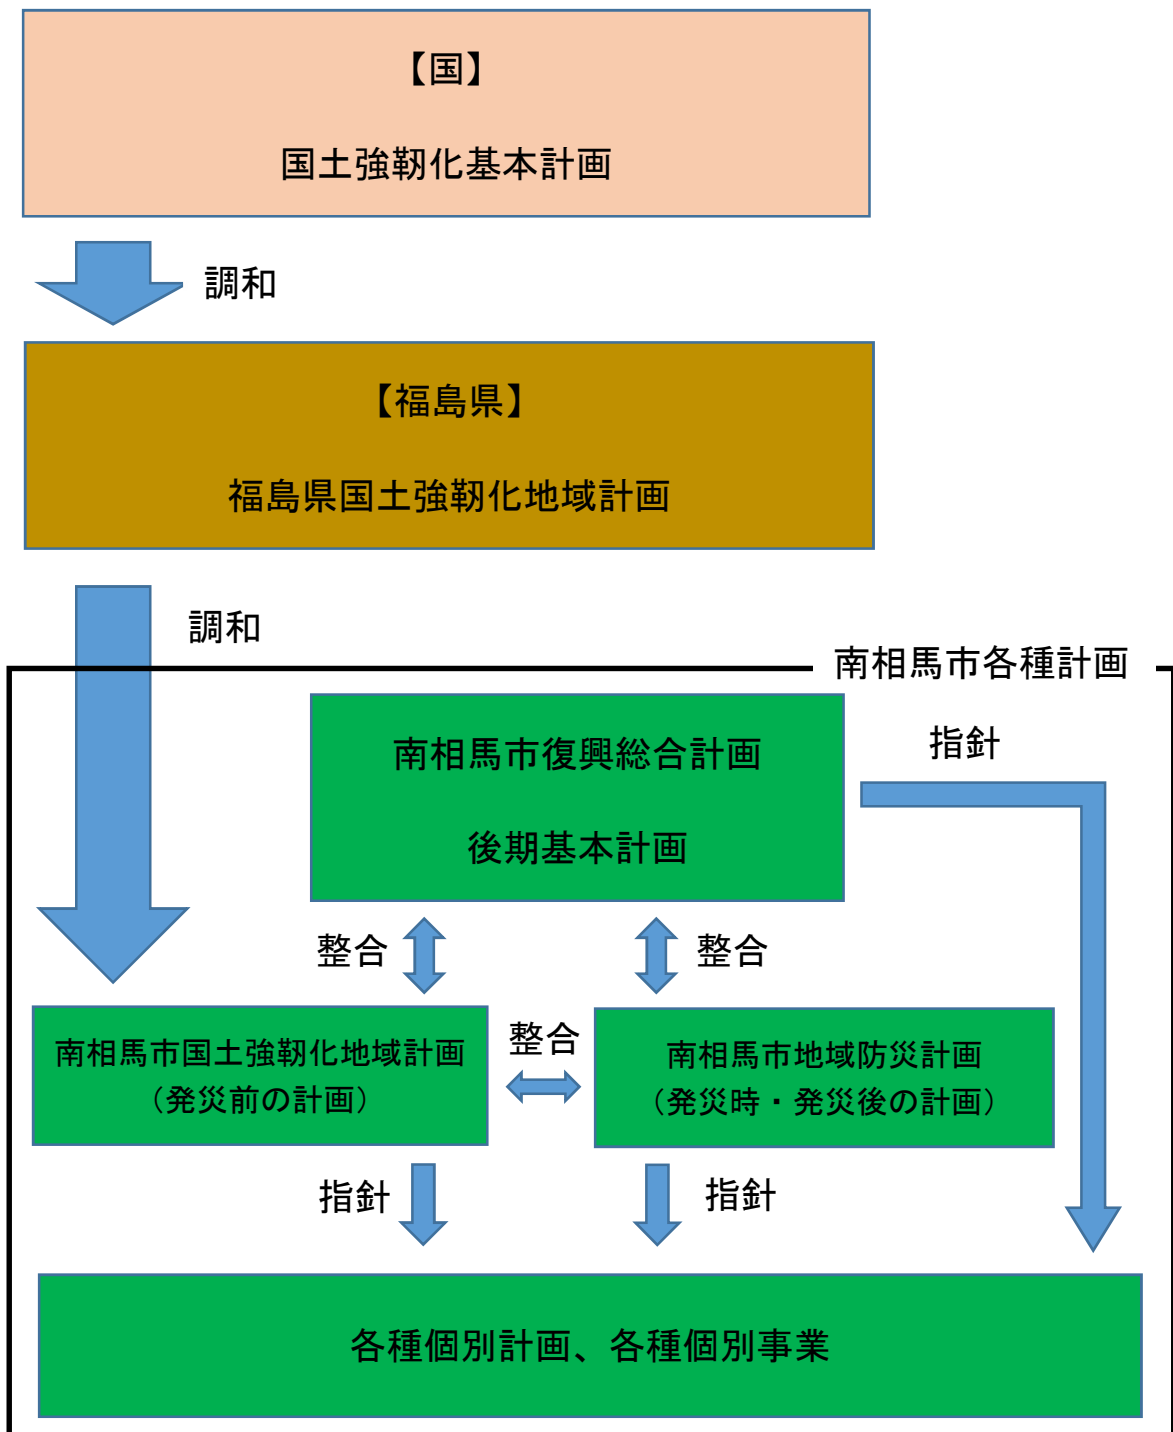 【国】
国土強靱化基本計画
調和
【福島県】
福島県国土強靱化地域計画
調和
南相馬市各種計画
南相馬市復興総合計画
後期基本計画
指針
整合
整合
南相馬市国土強靱化地域計画
（発災前の計画）
整合
南相馬市地域防災計画
（発災時・発災後の計画）
指針
指針
各種個別計画、各種個別事業